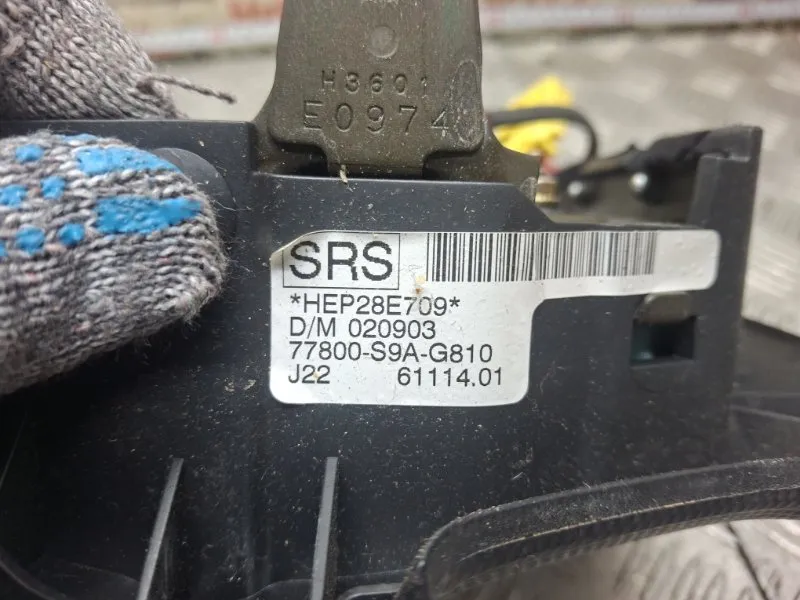 H3601
E0974
SRS
*HEP28E709*
D/M 020903
77800-S9A-G810
J22 61114.01